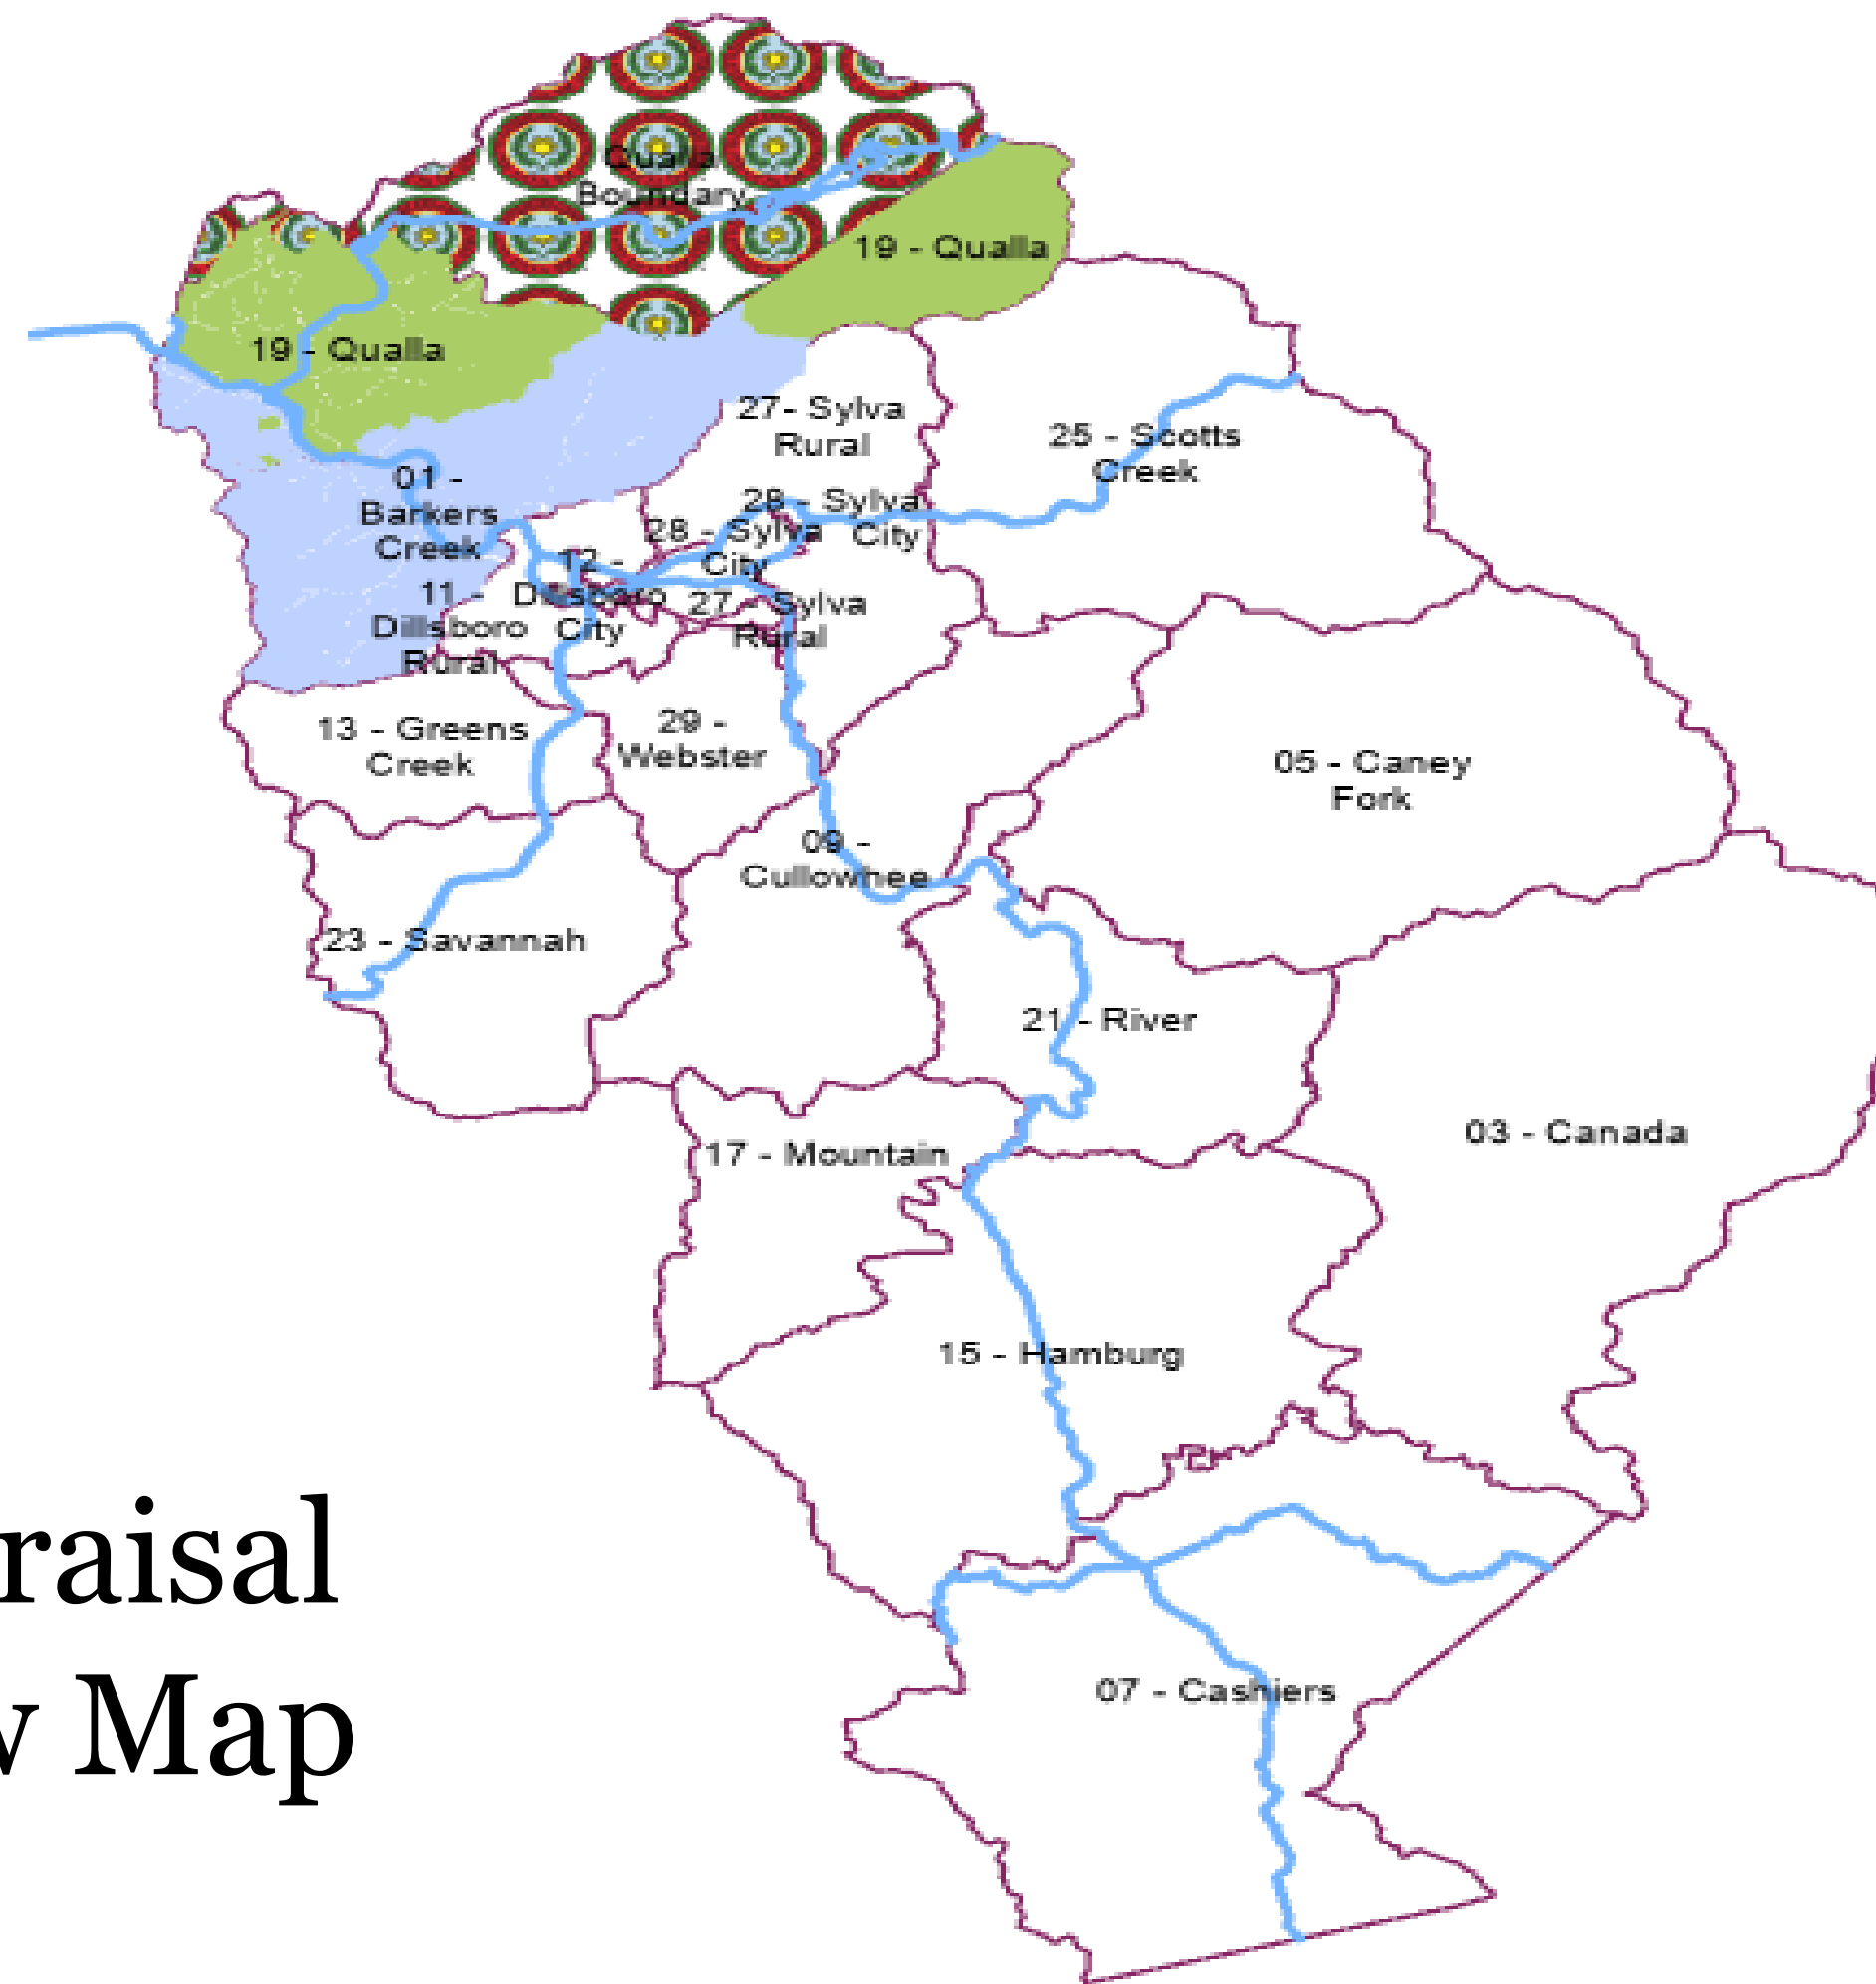 Qualla
Boundary
19 - Qualla
19 - Qualla
27- Sylva
Rural
25 - Scotts
Creek
01 -
Barkers
Creek
28 - Sylva
City
28 - Sylva
City
12 -
Dillsboro
City
11 -
Dillsboro
Rural
27 - Sylva
Rural
13 - Greens
Creek
29 -
Webster
05 - Caney
Fork
09 -
Cullowhee
23 - Savannah
21 - River
03 - Canada
17 - Mountain
15 - Hamburg
07 - Cashiers
raisal
Map